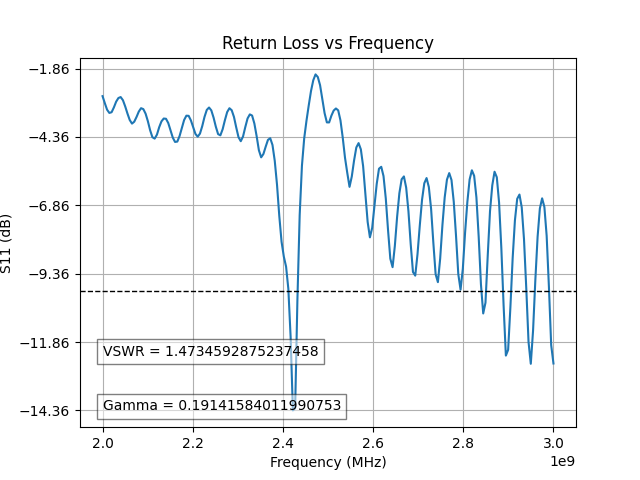 Return Loss vs Frequency
−1.86
−4.36
−6.86
−9.36
−11.86
−14.36
S11 (dB)
VSWR = 1.4734592875237458
Gamma = 0.19141584011990753
2.0 2.2 2.4 2.6 2.8 3.0
1e9
Frequency (MHz)